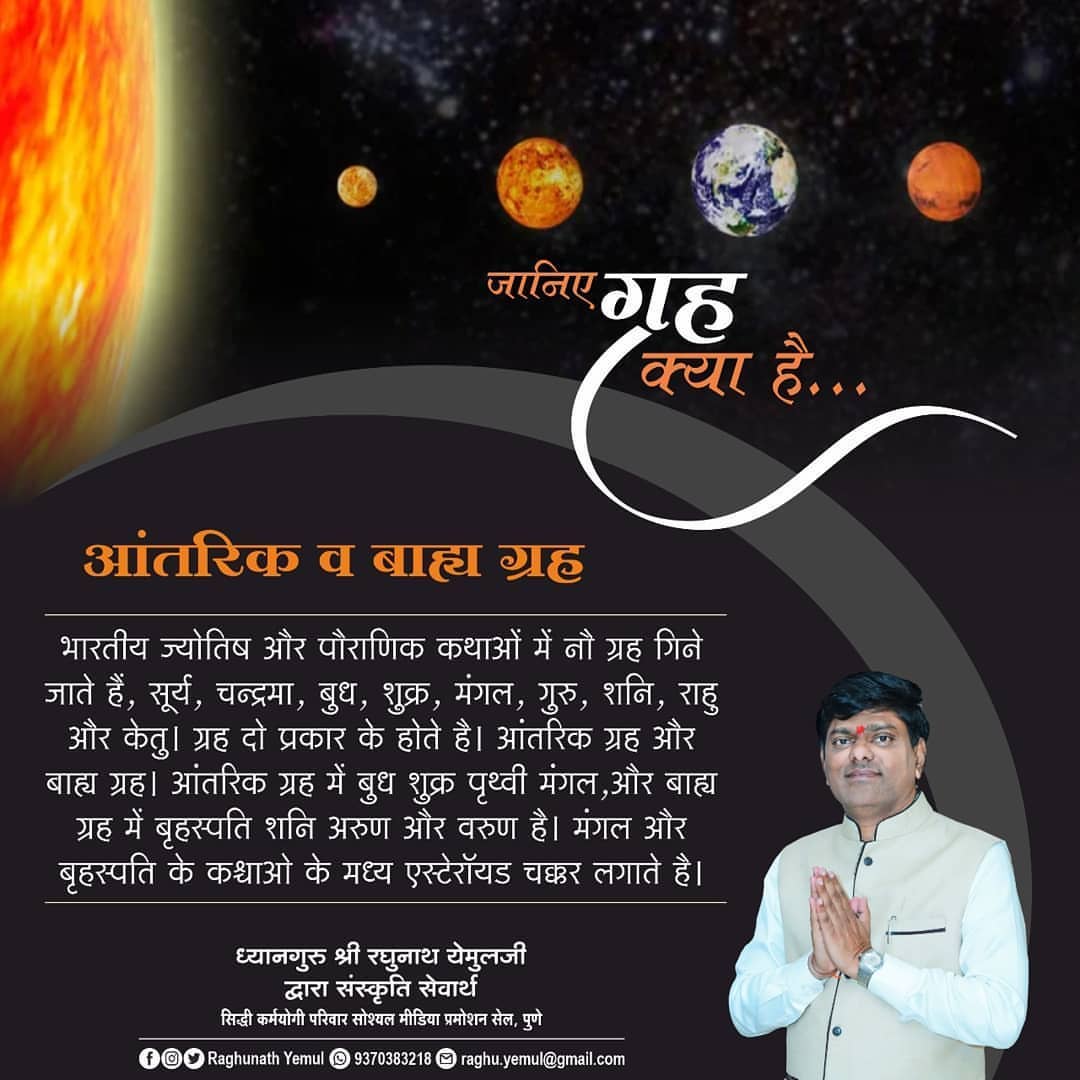 जानिए ग्रह
क्या है...
आंतरिक व बाह्य ग्रह
भारतीय ज्योतिष और पौराणिक कथाओं में नौ ग्रह गिने
जाते हैं, सूर्य, चन्द्रमा, बुध, शुक्र, मंगल, गुरु, शनि, राहु
और केतु। ग्रह दो प्रकार के होते है। आंतरिक ग्रह और
बाह्य ग्रह। आंतरिक ग्रह में बुध शुक्र पृथ्वी मंगल,और बाह्य
ग्रह में बृहस्पति शनि अरुण और वरुण है। मंगल और
बृहस्पति के कश्चाओ के मध्य एस्टेरॉयड चक्कर लगाते है।
ध्यानगुरु श्री रघुनाथ येमुलजी
द्वारा संस्कृति सेवार्थ
सिद्धी कर्मयोगी परिवार सोश्यल मीडिया प्रमोशन सेल, पुणे
Raghunath Yemul 9370383218 raghu.yemul@gmail.com